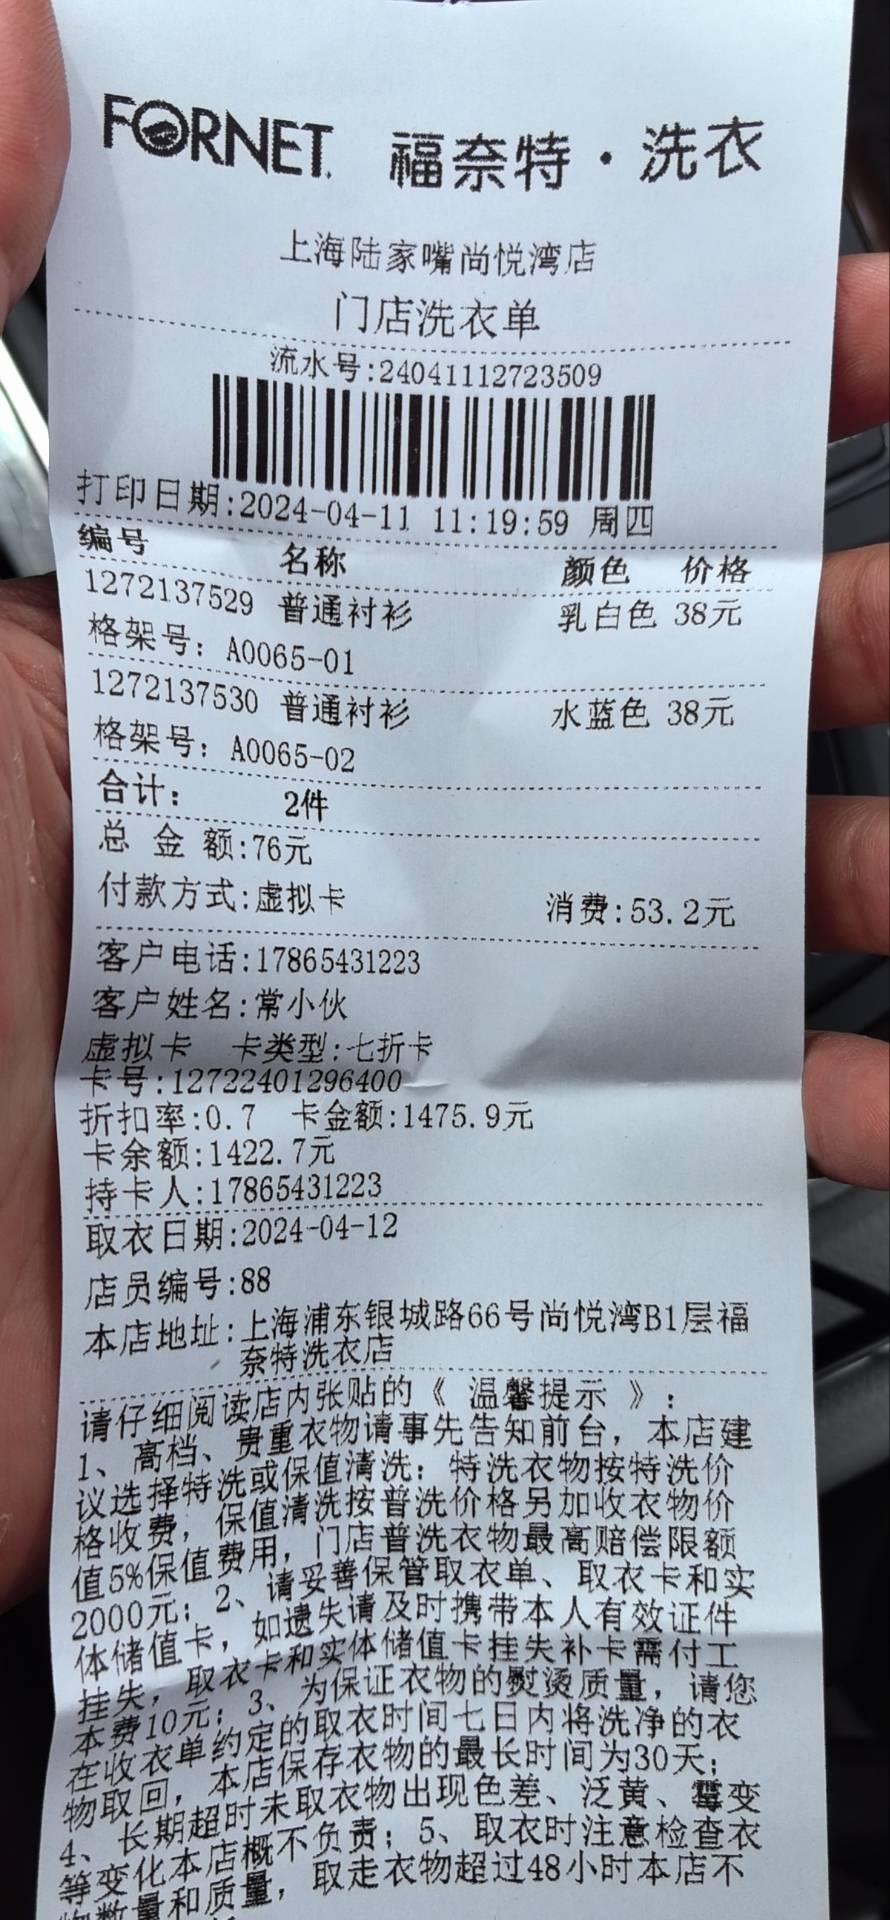 FORNET. 福奈特·洗衣
上海陆家嘴尚悦湾店
门店洗衣单
流水号:24041112723509
打印日期:2024-04-11 11:19:59 周四
编号 名称 颜色 价格
1272137529 普通衬衫 乳白色 38元
格架号: A0065-01
1272137530 普通衬衫 水蓝色 38元
格架号: A0065-02
合计: 2件
总 金 额:76元
付款方式:虚拟卡 消费:53.2元
客户电话:17865431223
客户姓名:常小伙
虚拟卡 卡类型:七折卡
卡号:12722401296400
折扣率:0.7 卡金额:1475.9元
卡余额:1422.7元
持卡人:17865431223
取衣日期:2024-04-12
店员编号:88
本店地址:上海浦东银城路66号尚悦湾B1层福
奈特洗衣店
请仔细阅读店内张贴的《 温馨提示 》:
1、高档、贵重衣物请事先告知前台，本店建
议选择特洗或保值清洗: 特洗衣物按特洗价
格收费，保值清洗按普洗价格另加收衣物价
值5%保值费用，门店普洗衣物最高赔偿限额
2000元; 2、请妥善保管取衣单、取衣卡和实
体储值卡，如遗失请及时携带本人有效证件
挂失，取衣卡和实体储值卡挂失补卡需付工
本费10元; 3、为保证衣物的熨烫质量，请您
在收衣单约定的取衣时间七日内将洗净的衣
物取回，本店保存衣物的最长时间为30天;
4、长期超时未取衣物出现色差、泛黄、霉变
等变化本店概不负责; 5、取衣时注意检查衣
物数量和质量，取走衣物超过48小时本店不